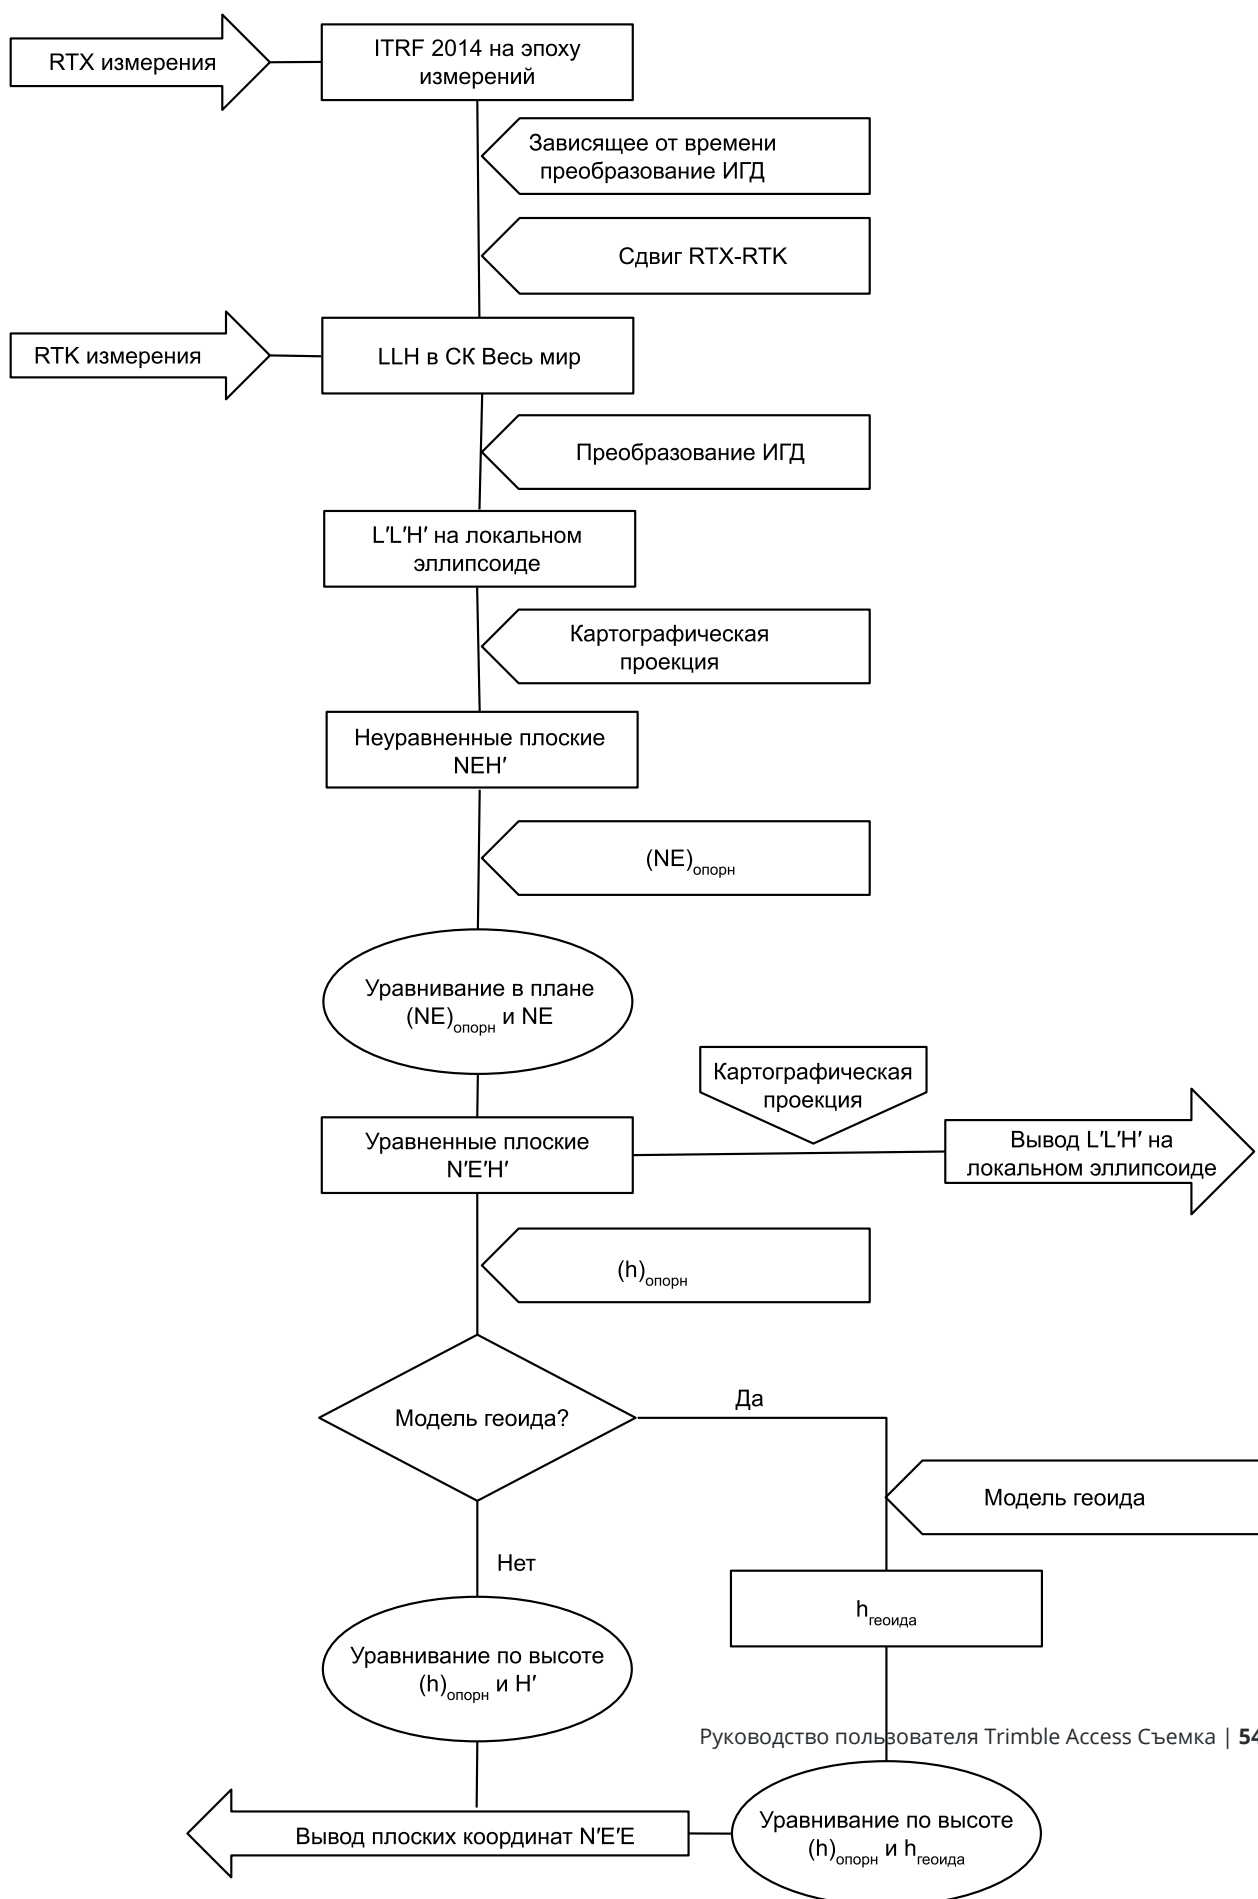 RTX измерения
ITRF 2014 на эпоху
измерений
Зависящее от времени
преобразование ИГД
Сдвиг RTX-RTK
RTK измерения
LLH в СК Весь мир
Преобразование ИГД
L'L'H' на локальном
эллипсоиде
Картографическая
проекция
Неуравненные плоские
NEH'
(NE)опорн
Уравнивание в плане
(NE)опорн и NE
Картографическая
проекция
Уравненные плоские
N'E'H'
Вывод L'L'H' на
локальном эллипсоиде
(h)опорн
Модель геоида?
Да
Модель геоида
Нет
hгеоида
Уравнивание по высоте
(h)опорн и H'
Руководство пользователя Trimble Access Съемка | 54
Уравнивание по высоте
(h)опорн и hгеоида
Вывод плоских координат N'E'E